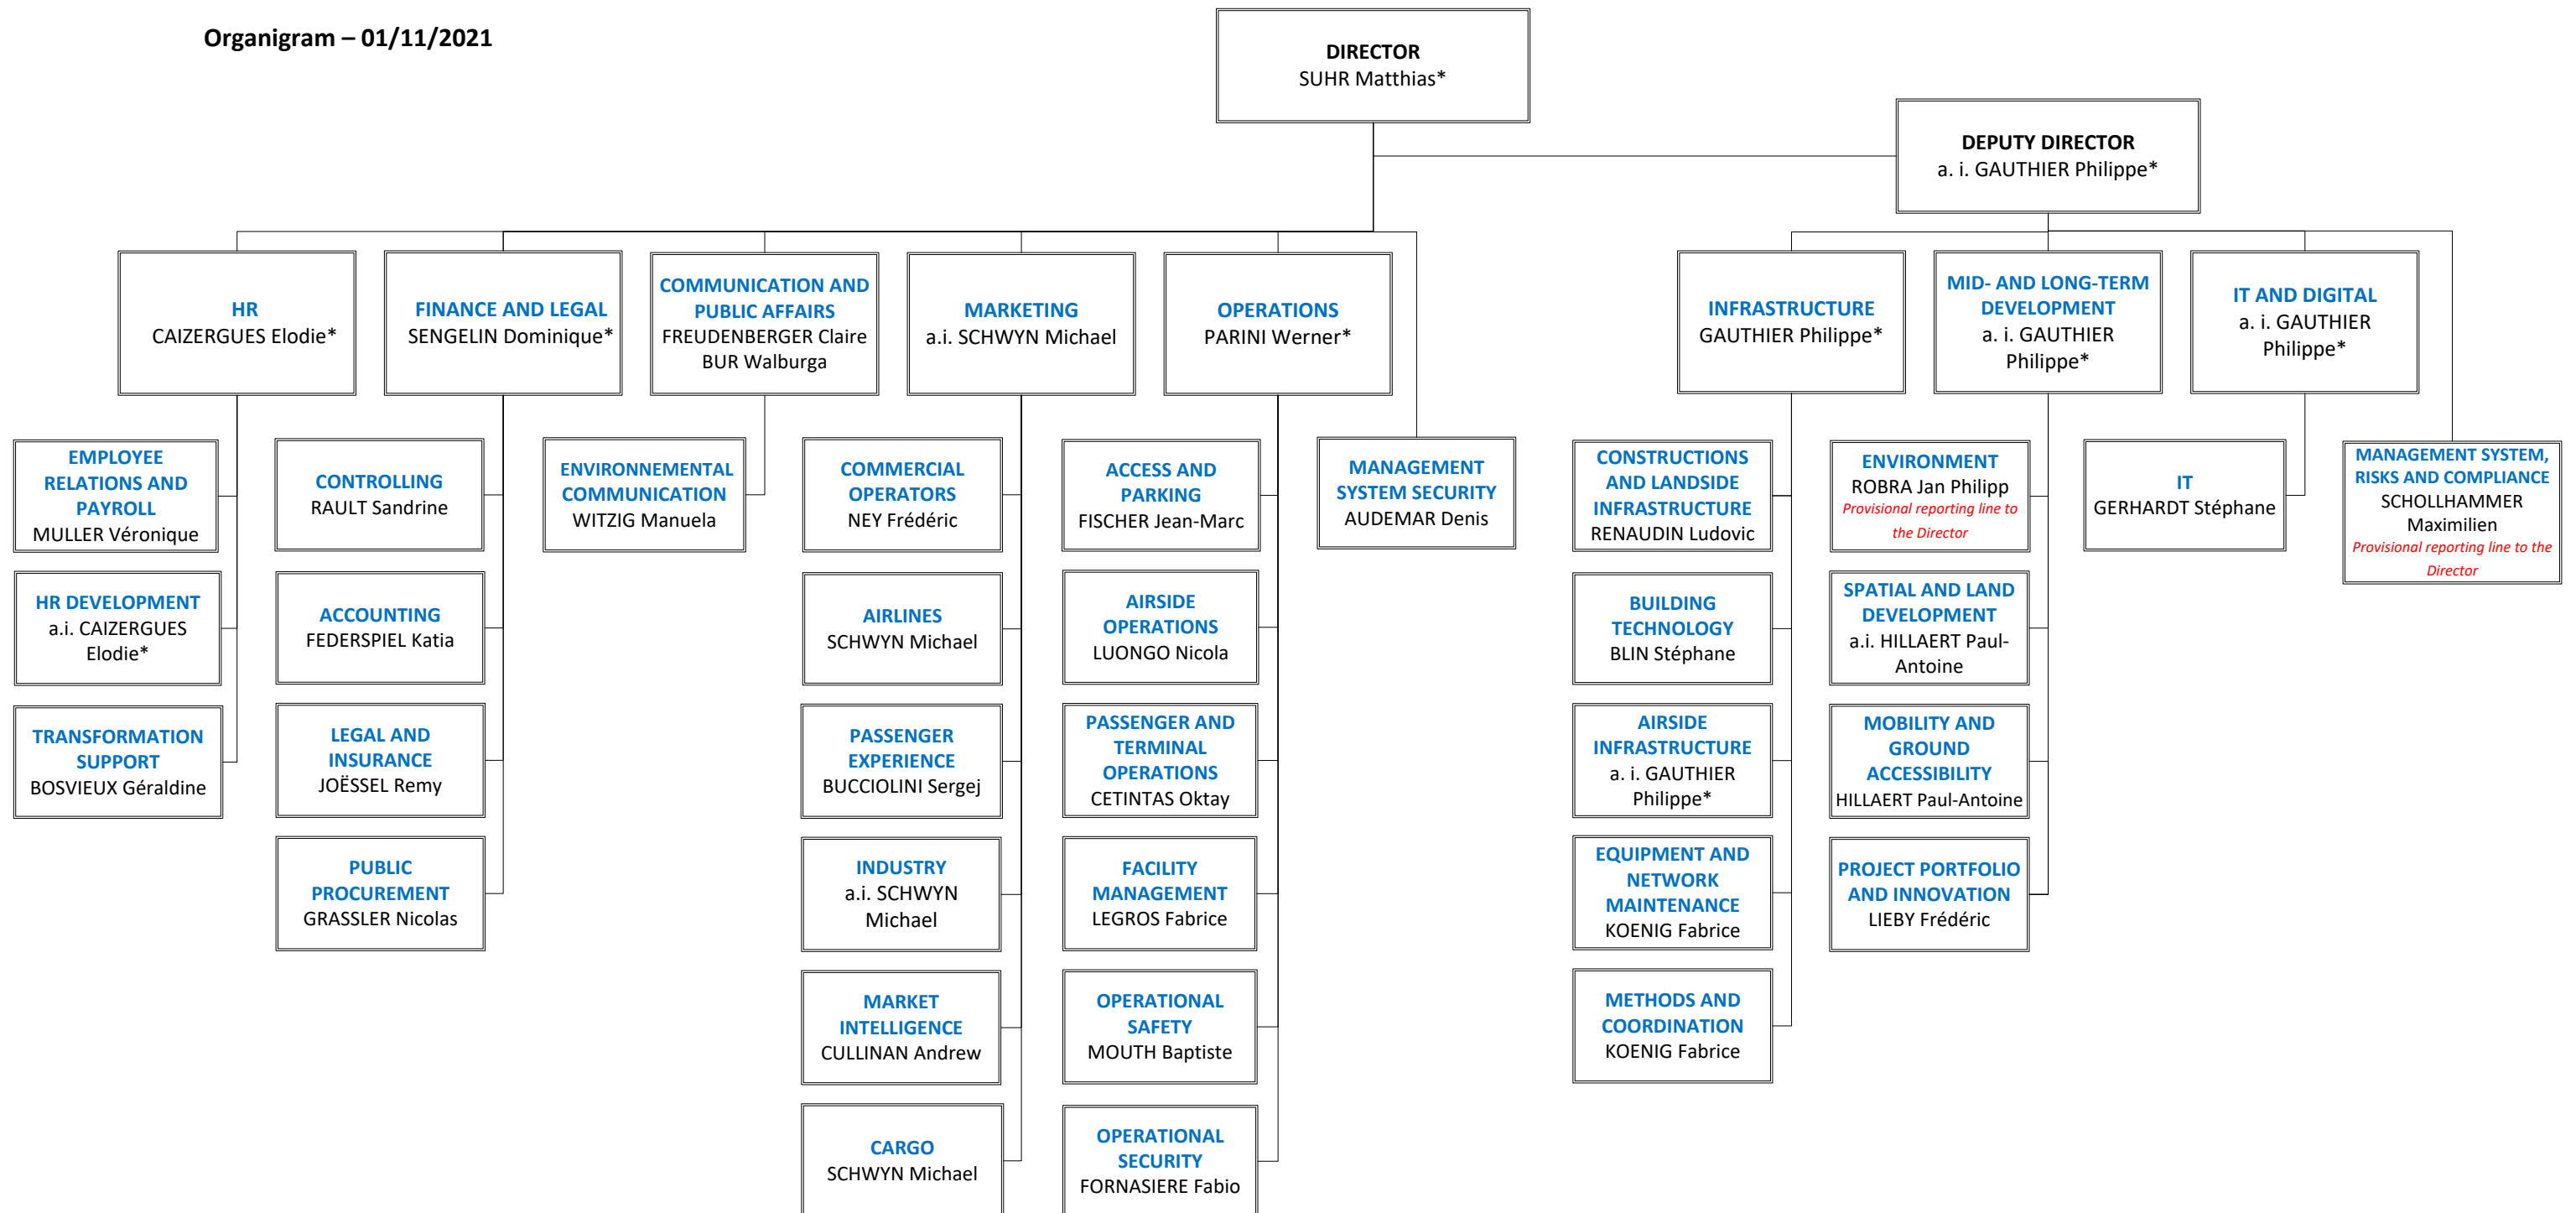 Organigram – 01/11/2021
DIRECTOR
SUHR Matthias*
DEPUTY DIRECTOR
a. i. GAUTHIER Philippe*
HR
CAIZERGUES Elodie*
FINANCE AND LEGAL
SENGELIN Dominique*
COMMUNICATION AND
PUBLIC AFFAIRS
FREUDENBERGER Claire
BUR Walburga
MARKETING
a.i. SCHWYN Michael
OPERATIONS
PARINI Werner*
INFRASTRUCTURE
GAUTHIER Philippe*
MID- AND LONG-TERM
DEVELOPMENT
a. i. GAUTHIER
Philippe*
IT AND DIGITAL
a. i. GAUTHIER
Philippe*
EMPLOYEE
RELATIONS AND
PAYROLL
MULLER Véronique
HR DEVELOPMENT
a.i. CAIZERGUES
Elodie*
TRANSFORMATION
SUPPORT
BOSVIEUX Géraldine
CONTROLLING
RAULT Sandrine
ACCOUNTING
FEDERSPIEL Katia
LEGAL AND
INSURANCE
JOËSSEL Remy
PUBLIC
PROCUREMENT
GRASSLER Nicolas
ENVIRONNEMENTAL
COMMUNICATION
WITZIG Manuela
COMMERCIAL
OPERATORS
NEY Frédéric
AIRLINES
SCHWYN Michael
PASSENGER
EXPERIENCE
BUCCIOLINI Sergej
INDUSTRY
a.i. SCHWYN
Michael
MARKET
INTELLIGENCE
CULLINAN Andrew
CARGO
SCHWYN Michael
ACCESS AND
PARKING
FISCHER Jean-Marc
AIRSIDE
OPERATIONS
LUONGO Nicola
PASSENGER AND
TERMINAL
OPERATIONS
CETINTAS Oktay
FACILITY
MANAGEMENT
LEGROS Fabrice
OPERATIONAL
SAFETY
MOUTH Baptiste
OPERATIONAL
SECURITY
FORNASIERE Fabio
MANAGEMENT
SYSTEM SECURITY
AUDEMAR Denis
CONSTRUCTIONS
AND LANDSIDE
INFRASTRUCTURE
RENAUDIN Ludovic
BUILDING
TECHNOLOGY
BLIN Stéphane
AIRSIDE
INFRASTRUCTURE
a. i. GAUTHIER
Philippe*
EQUIPMENT AND
NETWORK
MAINTENANCE
KOENIG Fabrice
METHODS AND
COORDINATION
KOENIG Fabrice
ENVIRONMENT
ROBRA Jan Philipp
Provisional reporting line to
the Director
SPATIAL AND LAND
DEVELOPMENT
a.i. HILLAERT Paul-
Antoine
MOBILITY AND
GROUND
ACCESSIBILITY
HILLAERT Paul-Antoine
PROJECT PORTFOLIO
AND INNOVATION
LIEBY Frédéric
IT
GERHARDT Stéphane
MANAGEMENT SYSTEM,
RISKS AND COMPLIANCE
SCHOLLHAMMER
Maximilien
Provisional reporting line to the
Director